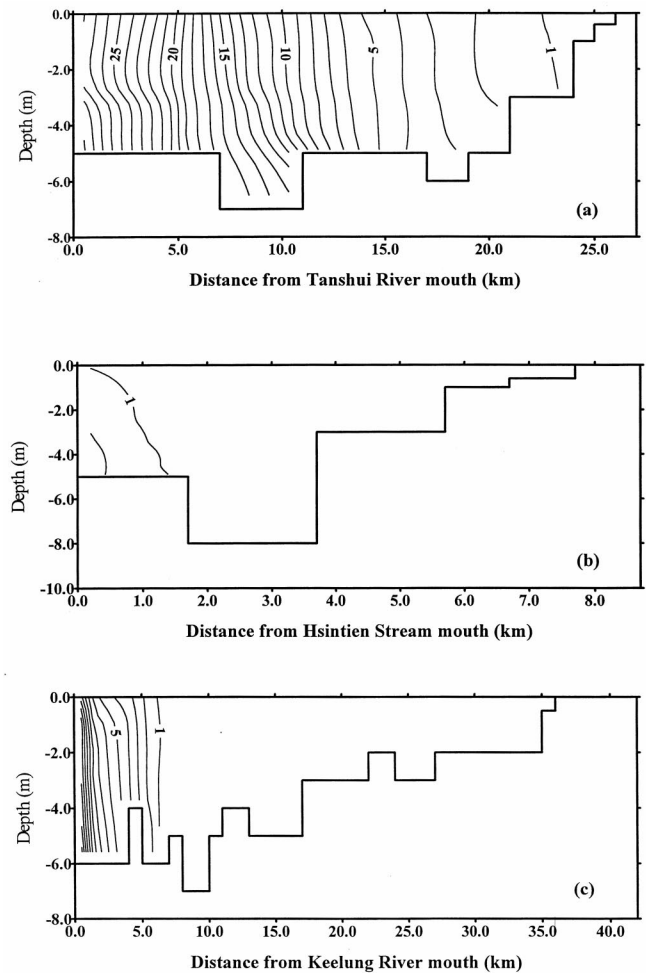 0.0
-2.0
-4.0
-6.0
-8.0
Depth (m)
25
20
15
10
5
1
(a)
0.0 5.0 10.0 15.0 20.0 25.0
Distance from Tanshui River mouth (km)
0.0
-2.0
-4.0
-6.0
-8.0
-10.0
Depth (m)
1
(b)
0.0 1.0 2.0 3.0 4.0 5.0 6.0 7.0 8.0
Distance from Hsintien Stream mouth (km)
0.0
-2.0
-4.0
-6.0
-8.0
Depth (m)
5
1
(c)
0.0 5.0 10.0 15.0 20.0 25.0 30.0 35.0 40.0
Distance from Keelung River mouth (km)